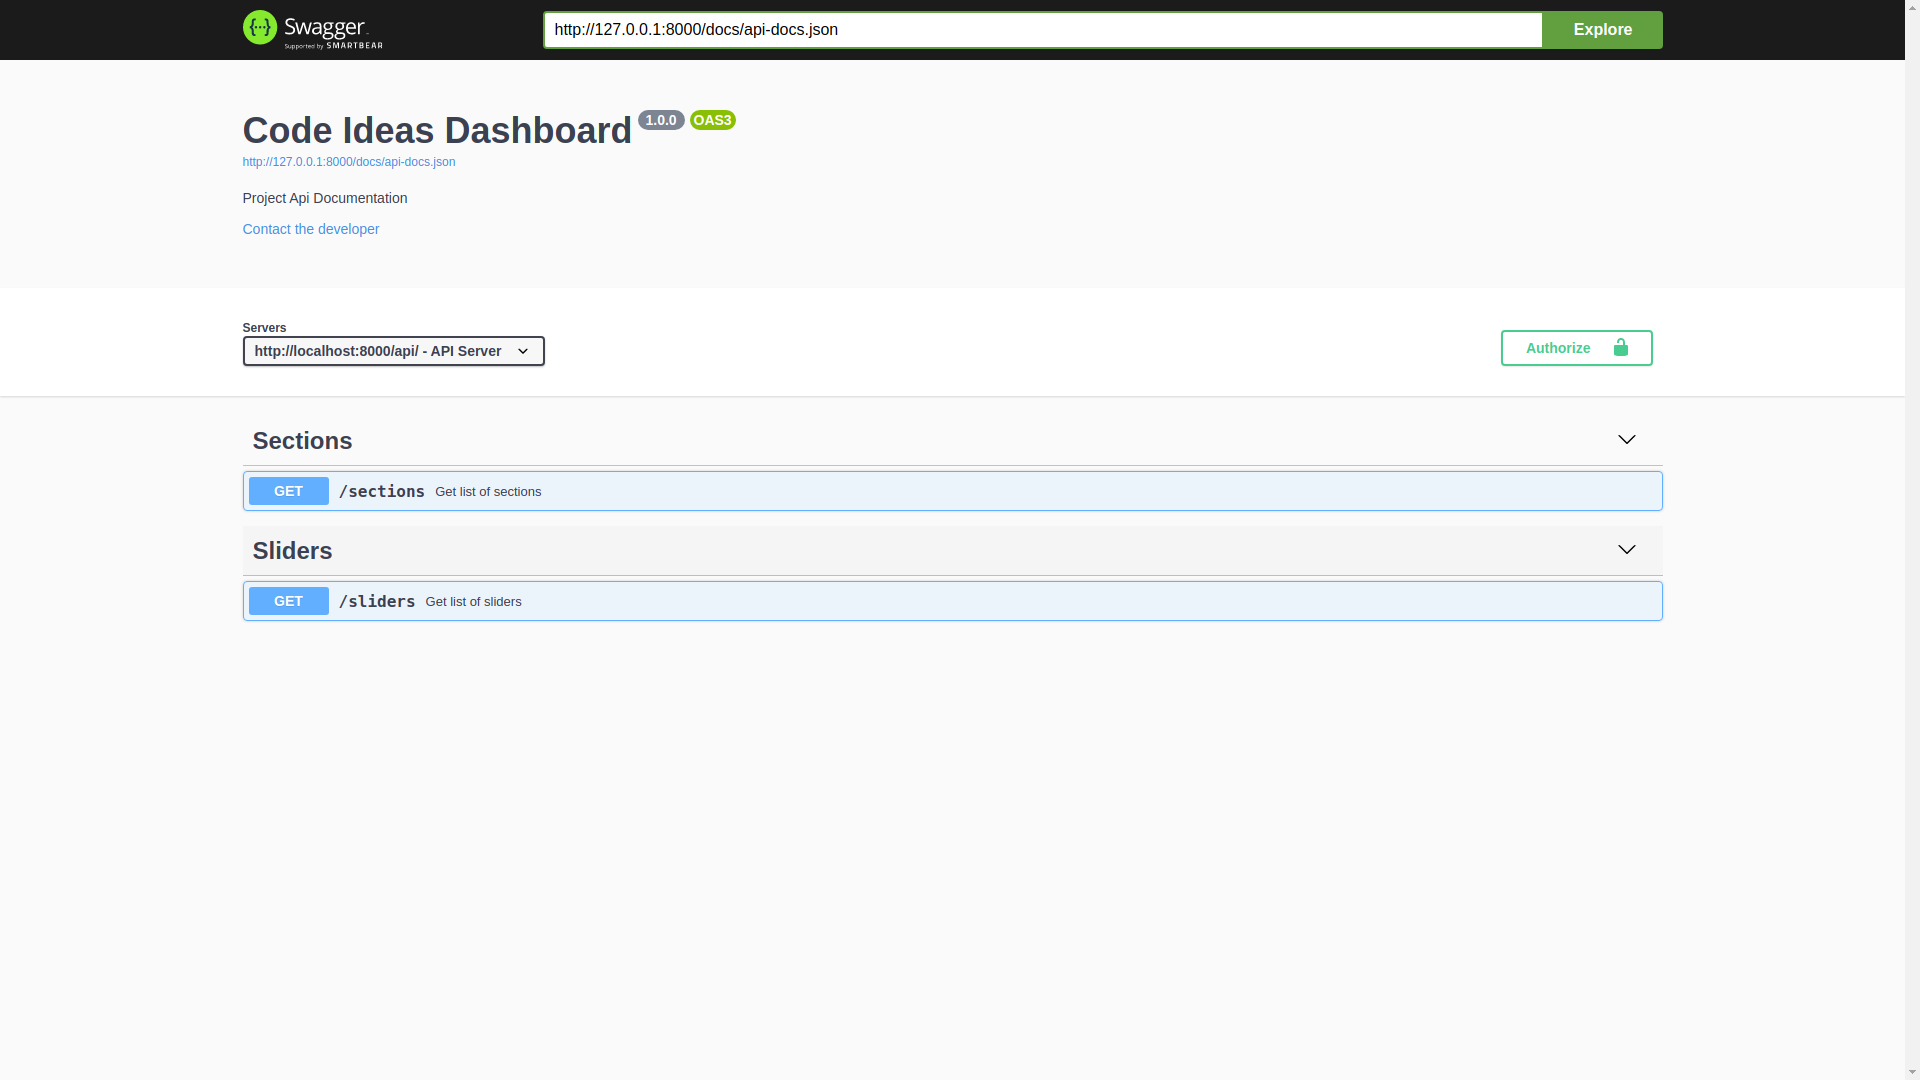 Swagger
Supported by SMARTBEAR
http://127.0.0.1:8000/docs/api-docs.json
Explore
Code Ideas Dashboard 1.0.0 OAS3
http://127.0.0.1:8000/docs/api-docs.json
Project Api Documentation
Contact the developer
Servers
http://localhost:8000/api/ - API Server
Authorize
Sections
GET /sections Get list of sections
Sliders
GET /sliders Get list of sliders